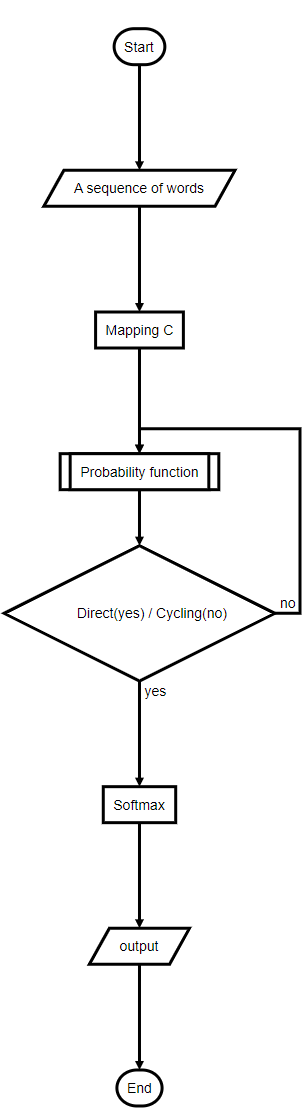 Start
A sequence of words
Mapping C
Probability function
Direct(yes) / Cycling(no)
no
yes
Softmax
output
End